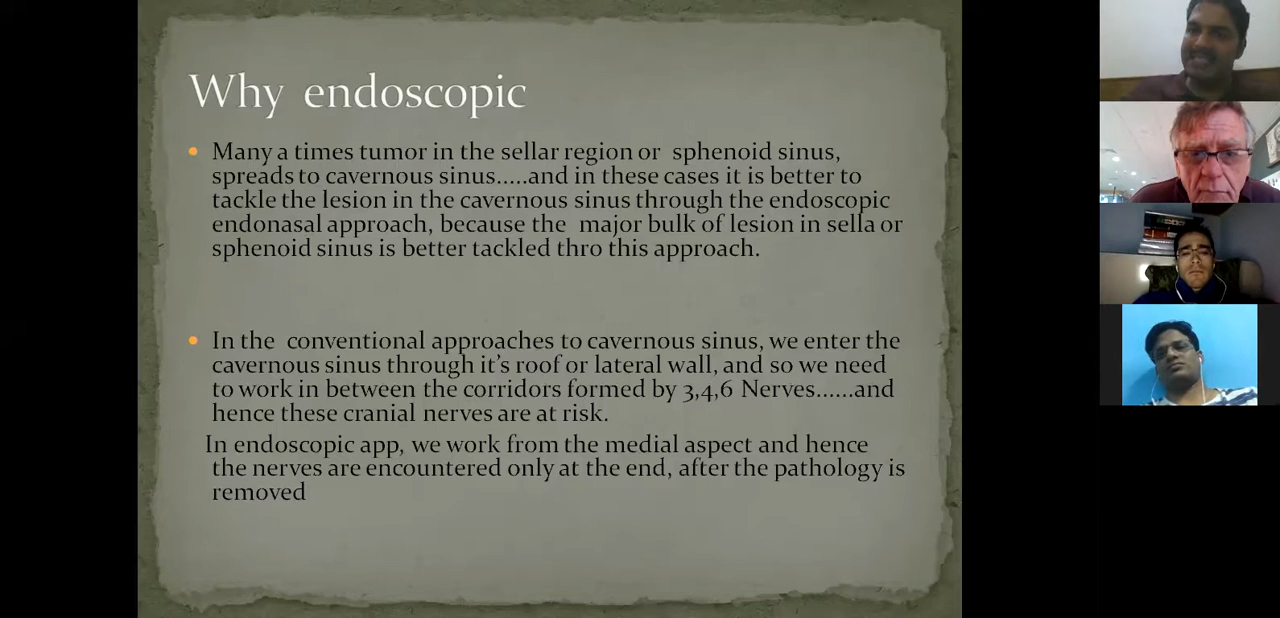 Why endoscopic
Many a times tumor in the sellar region or sphenoid sinus,
spreads to cavernous sinus.....and in these cases it is better to
tackle the lesion in the cavernous sinus through the endoscopic
endonasal approach, because the major bulk of lesion in sella or
sphenoid sinus is better tackled thro this approach.
In the conventional approaches to cavernous sinus, we enter the
cavernous sinus through it's roof or lateral wall, and so we need
to work in between the corridors formed by 3,4,6 Nerves......and
hence these cranial nerves are at risk.
In endoscopic app, we work from the medial aspect and hence
the nerves are encountered only at the end, after the pathology is
removed